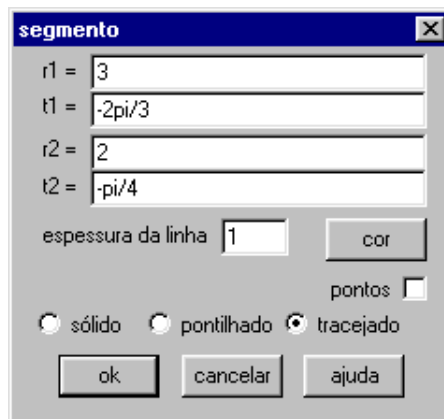 segmento
r1 = 3
t1 = -2pi/3
r2 = 2
t2 = -pi/4
espessura da linha 1 cor
pontos
sólido pontilhado tracejado
ok cancelar ajuda